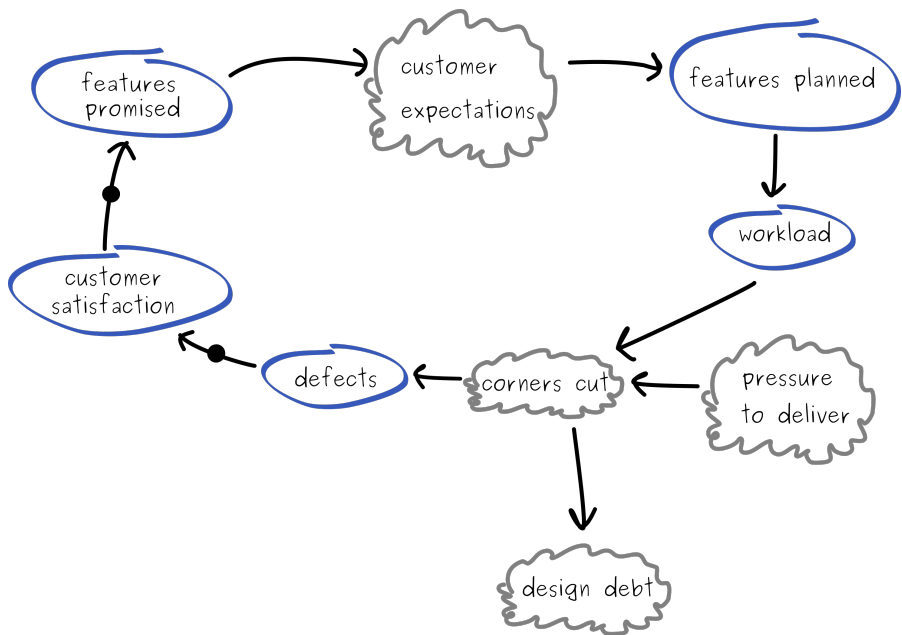 features
promised
customer
expectations
features planned
workload
customer
satisfaction
defects
corners cut
pressure
to deliver
design debt